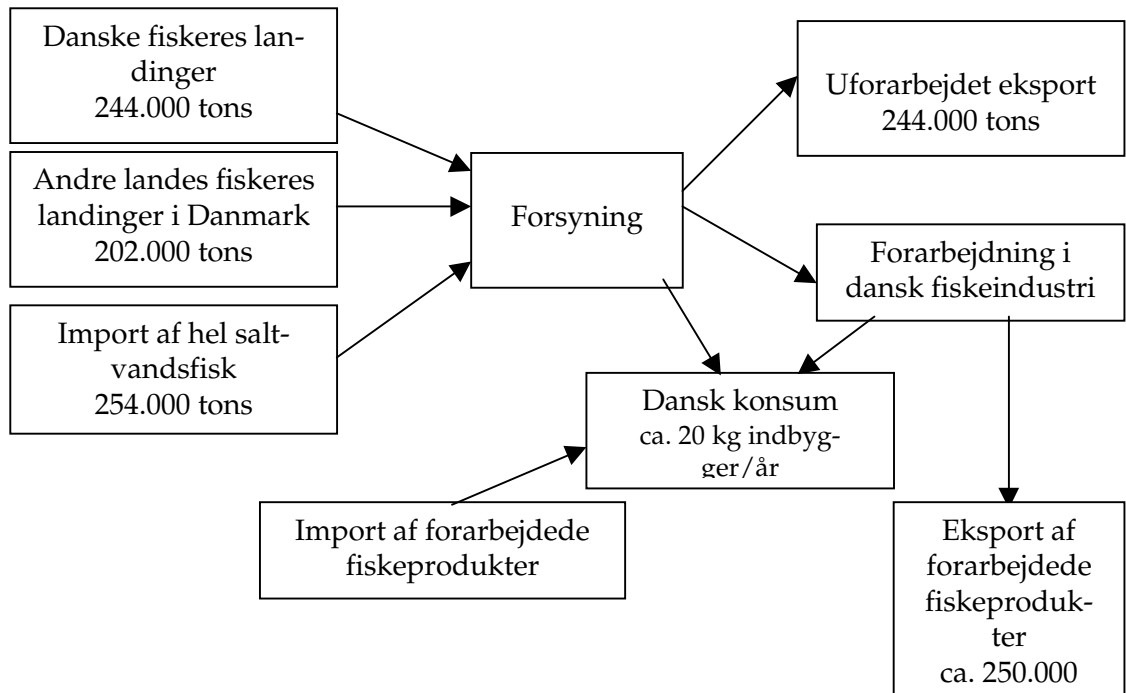 Danske fiskeres lan-
dinger
244.000 tons
Andre landes fiskeres
landinger i Danmark
202.000 tons
Import af hel salt-
vandsfisk
254.000 tons
Forsyning
Uforarbejdet eksport
244.000 tons
Forarbejdning i
dansk fiskeindustri
Dansk konsum
ca. 20 kg indbyg-
gger/år
Import af forarbejdede
fiskeprodukter
Eksport af
forarbejdede
fiskeproduk-
ter
ca. 250.000